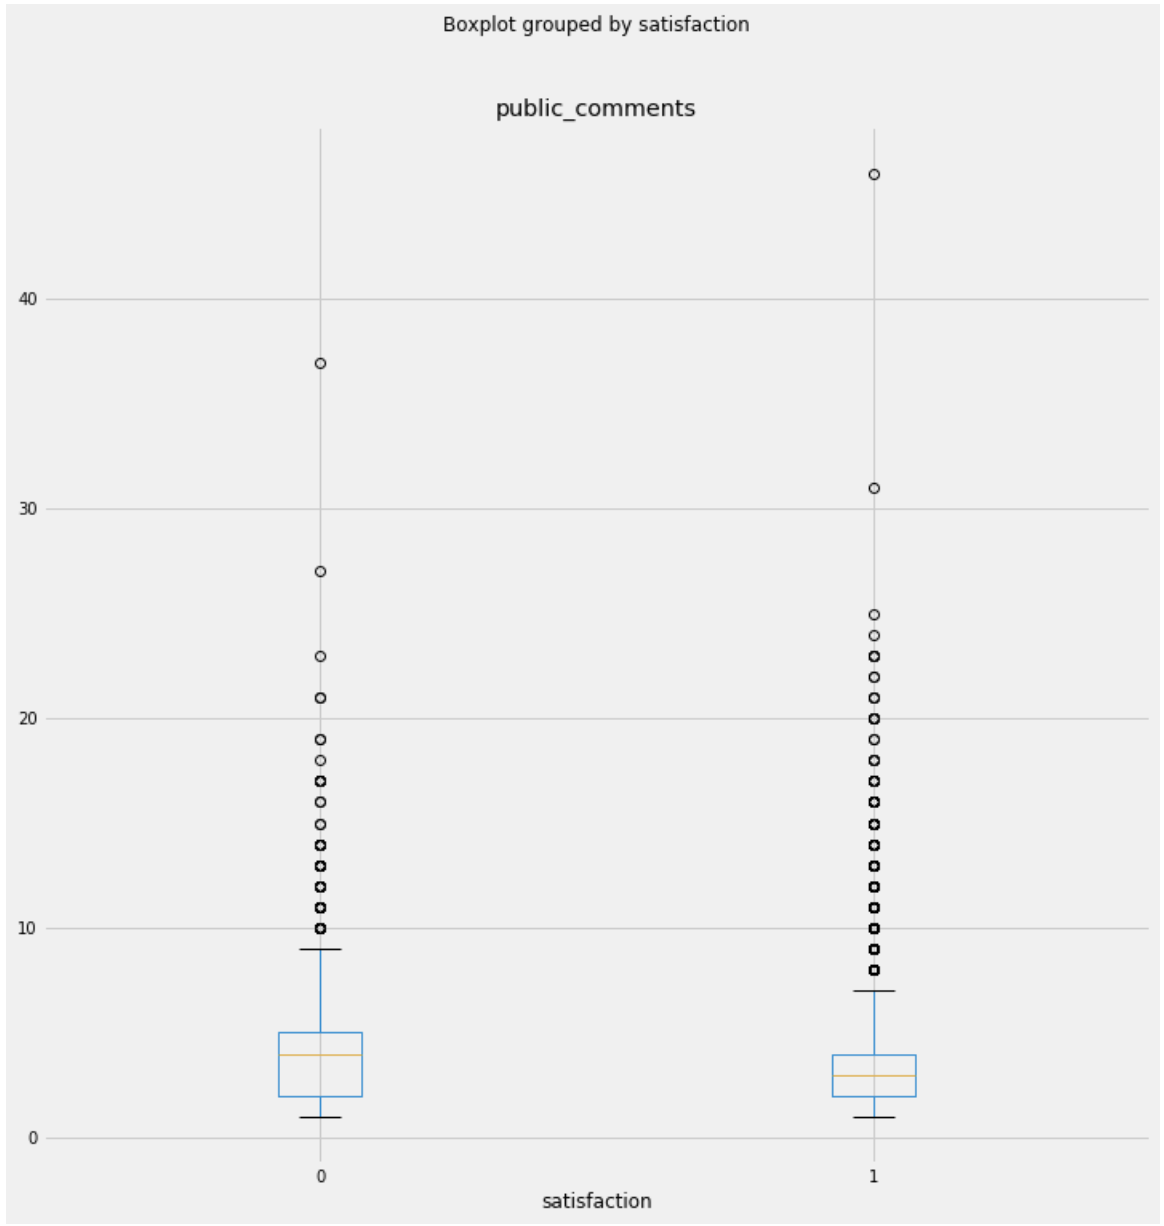 Boxplot grouped by satisfaction
public_comments
40
30
20
10
0
0 1
satisfaction